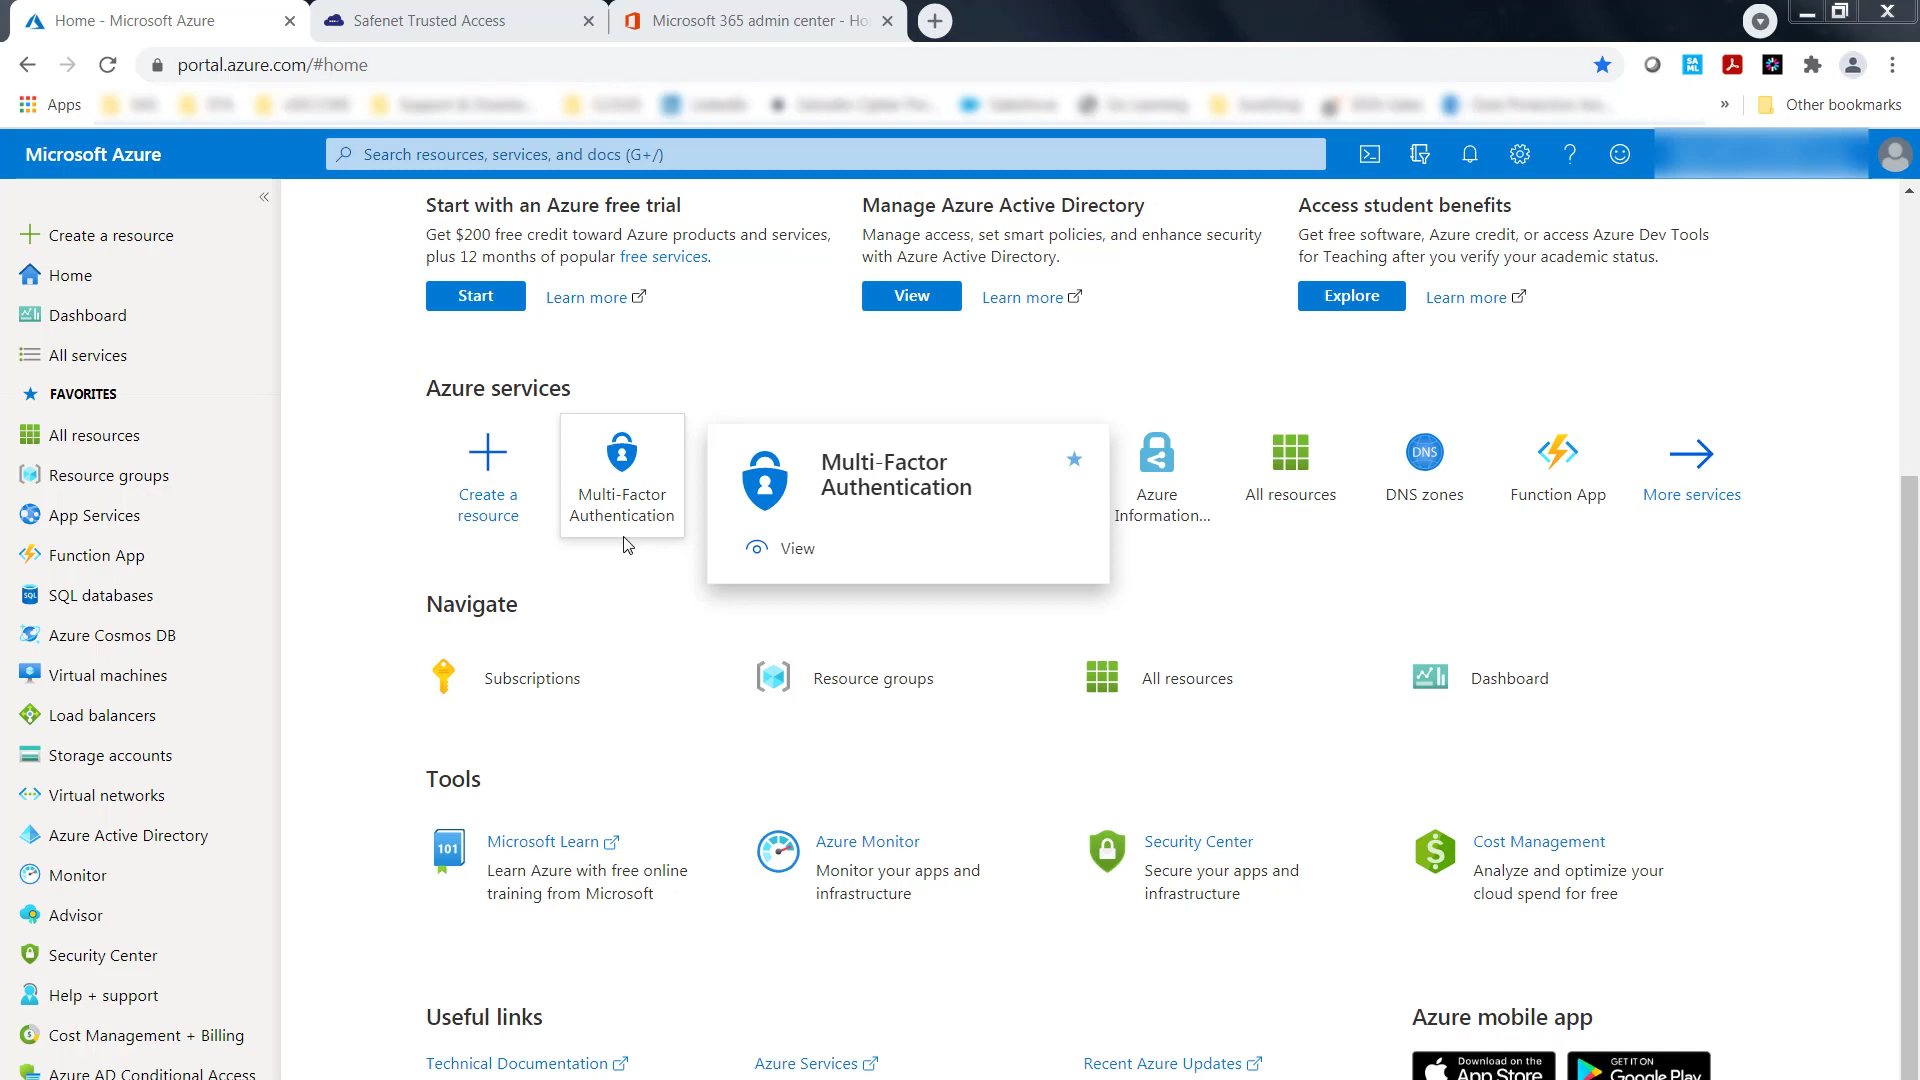 Home - Microsoft Azure
Safenet Trusted Access
Microsoft 365 admin center - Ho
portal.azure.com/#home
Apps
Other bookmarks
Microsoft Azure
Search resources, services, and docs (G+/)
Create a resource
Home
Dashboard
All services
FAVORITES
All resources
Resource groups
App Services
Function App
SQL
SQL databases
Azure Cosmos DB
Virtual machines
Load balancers
Storage accounts
Virtual networks
Azure Active Directory
Monitor
Advisor
Security Center
Help + support
Cost Management + Billing
Azure AD Conditional Access
Start with an Azure free trial
Get $200 free credit toward Azure products and services,
plus 12 months of popular free services.
Start
Learn more
Manage Azure Active Directory
Manage access, set smart policies, and enhance security
with Azure Active Directory.
View
Learn more
Access student benefits
Get free software, Azure credit, or access Azure Dev Tools
for Teaching after you verify your academic status.
Explore
Learn more
Azure services
Create a
resource
Multi-Factor
Authentication
Multi-Factor
Authentication
View
Azure
Information...
All resources
DNS
DNS zones
Function App
More services
Navigate
Subscriptions
Resource groups
All resources
Dashboard
Tools
101
Microsoft Learn
Learn Azure with free online
training from Microsoft
Azure Monitor
Monitor your apps and
infrastructure
Security Center
Secure your apps and
infrastructure
$
Cost Management
Analyze and optimize your
cloud spend for free
Useful links
Technical Documentation
Azure Services
Recent Azure Updates
Azure mobile app
Download on the
App Store
GET IT ON
Google Play